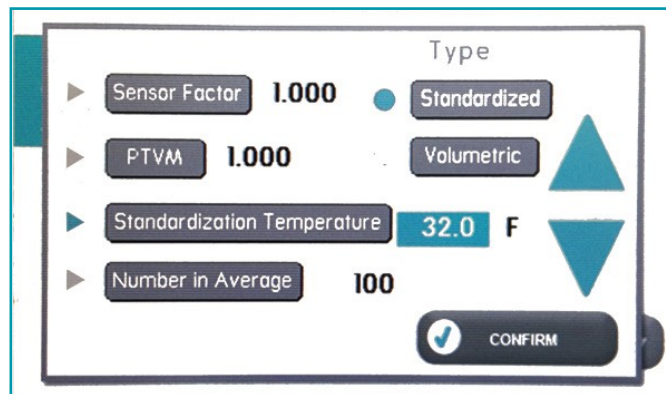 Type
Sensor Factor 1.000 Standardized
PTVM 1.000 Volumetric
Standardization Temperature 32.0 F
Number in Average 100
CONFIRM